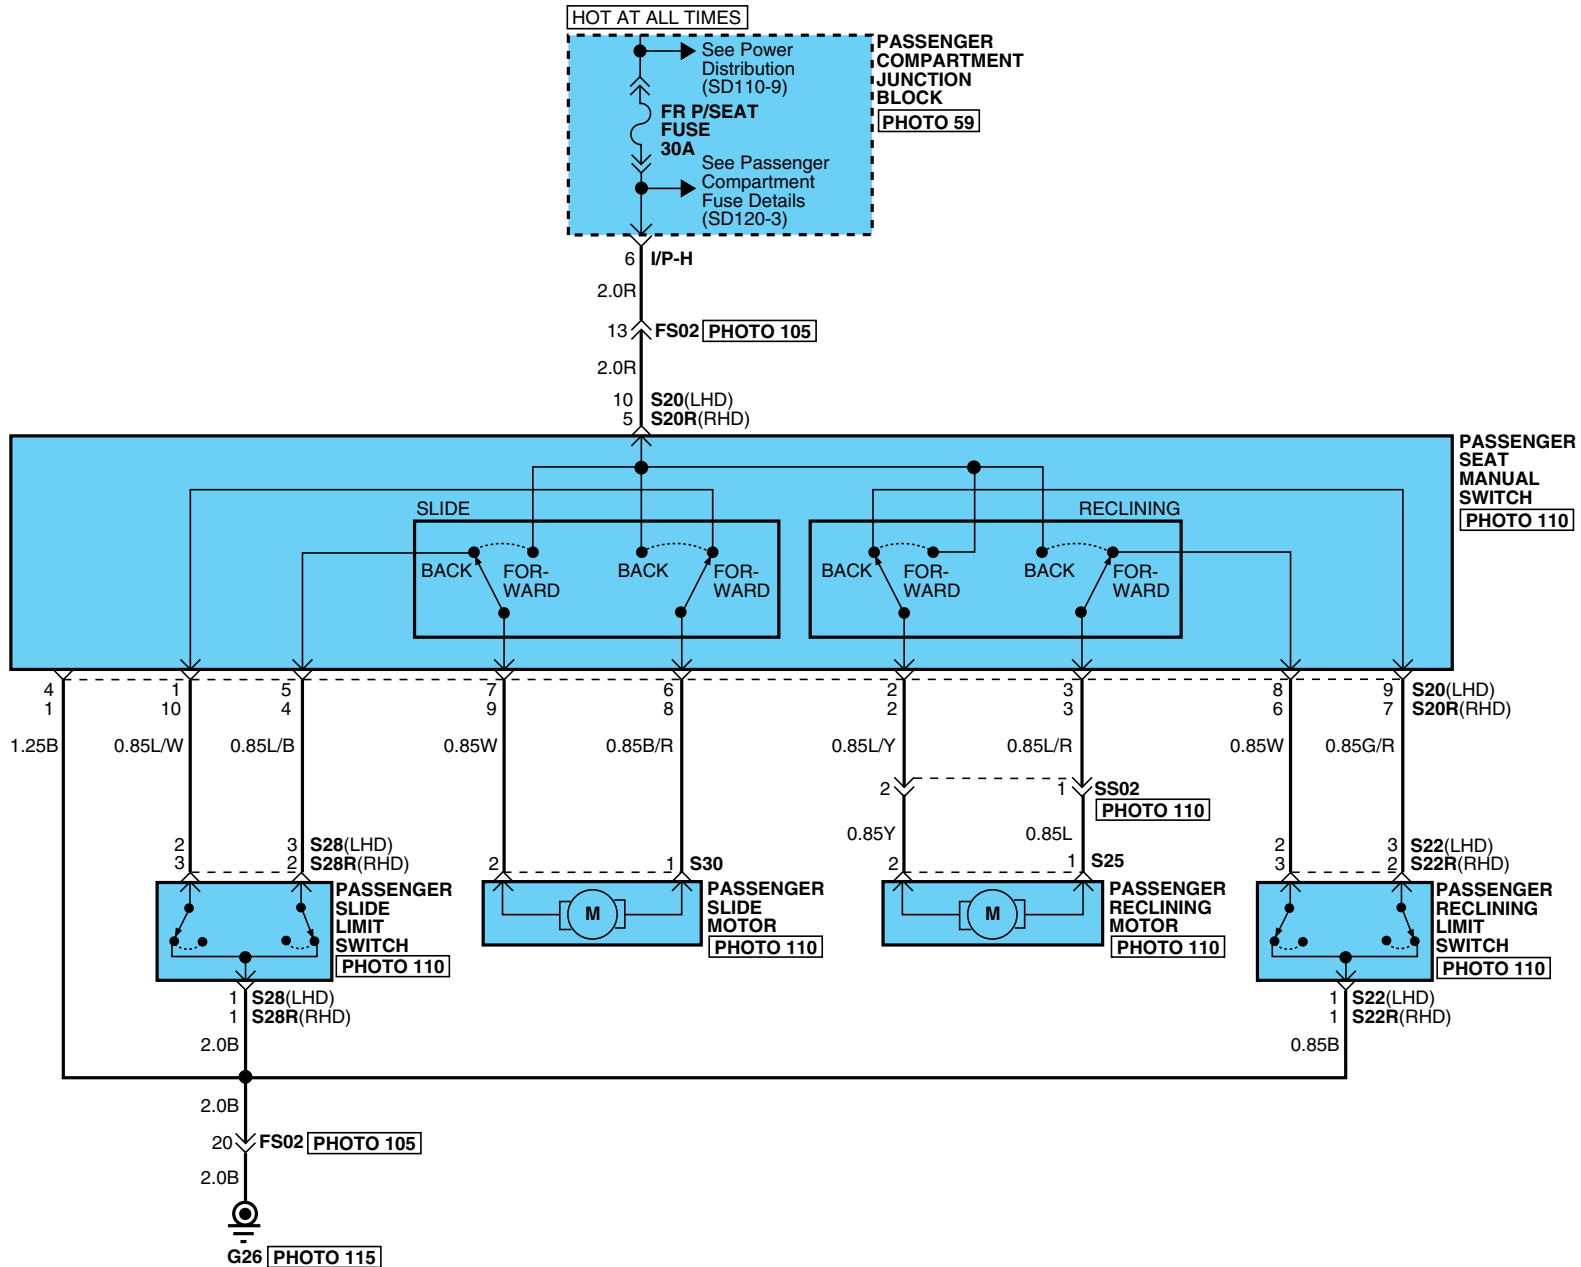 HOT AT ALL TIMES
See Power
Distribution
(SD110-9)
FR P/SEAT
FUSE
30A
See Passenger
Compartment
Fuse Details
(SD120-3)
PASSENGER
COMPARTMENT
JUNCTION
BLOCK
PHOTO 59
6 I/P-H
2.0R
13 FS02 PHOTO 105
2.0R
10 S20(LHD)
5 S20R(RHD)
PASSENGER
SEAT
MANUAL
SWITCH
PHOTO 110
SLIDE
RECLINING
BACK FOR-WARD BACK FOR-WARD
BACK FOR-WARD BACK FOR-WARD
4 1 5 7 6 2 3 8 9 S20(LHD)
1 10 4 9 8 2 3 6 7 S20R(RHD)
1.25B 0.85L/W 0.85L/B 0.85W 0.85B/R 0.85L/Y 0.85L/R 0.85W 0.85G/R
2 1 SS02
PHOTO 110
0.85Y 0.85L
2 3 S28(LHD)
3 2 S28R(RHD)
2 1 S30
2 1 S25
2 3 S22(LHD)
3 2 S22R(RHD)
PASSENGER
SLIDE
LIMIT
SWITCH
PHOTO 110
M
PASSENGER
SLIDE
MOTOR
PHOTO 110
M
PASSENGER
RECLINING
MOTOR
PHOTO 110
PASSENGER
RECLINING
LIMIT
SWITCH
PHOTO 110
1 S28(LHD)
1 S28R(RHD)
2.0B
1 S22(LHD)
1 S22R(RHD)
0.85B
2.0B
20 FS02 PHOTO 105
2.0B
G26 PHOTO 115